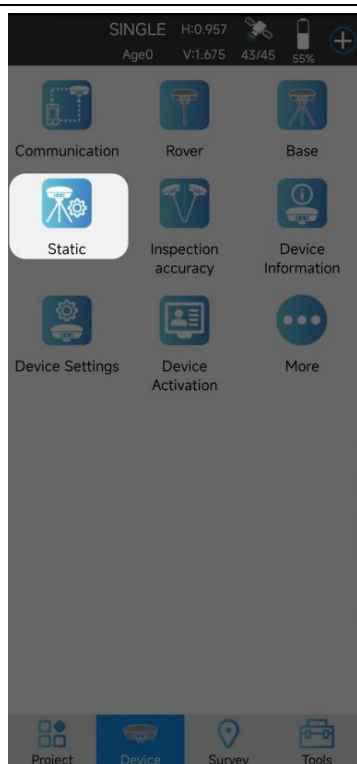 SINGLE H:0.957
Age0 V:1.675 43/45 55%
Communication Rover Base
Static Inspection accuracy Device Information
Device Settings Device Activation More
Project Device Survey Tools